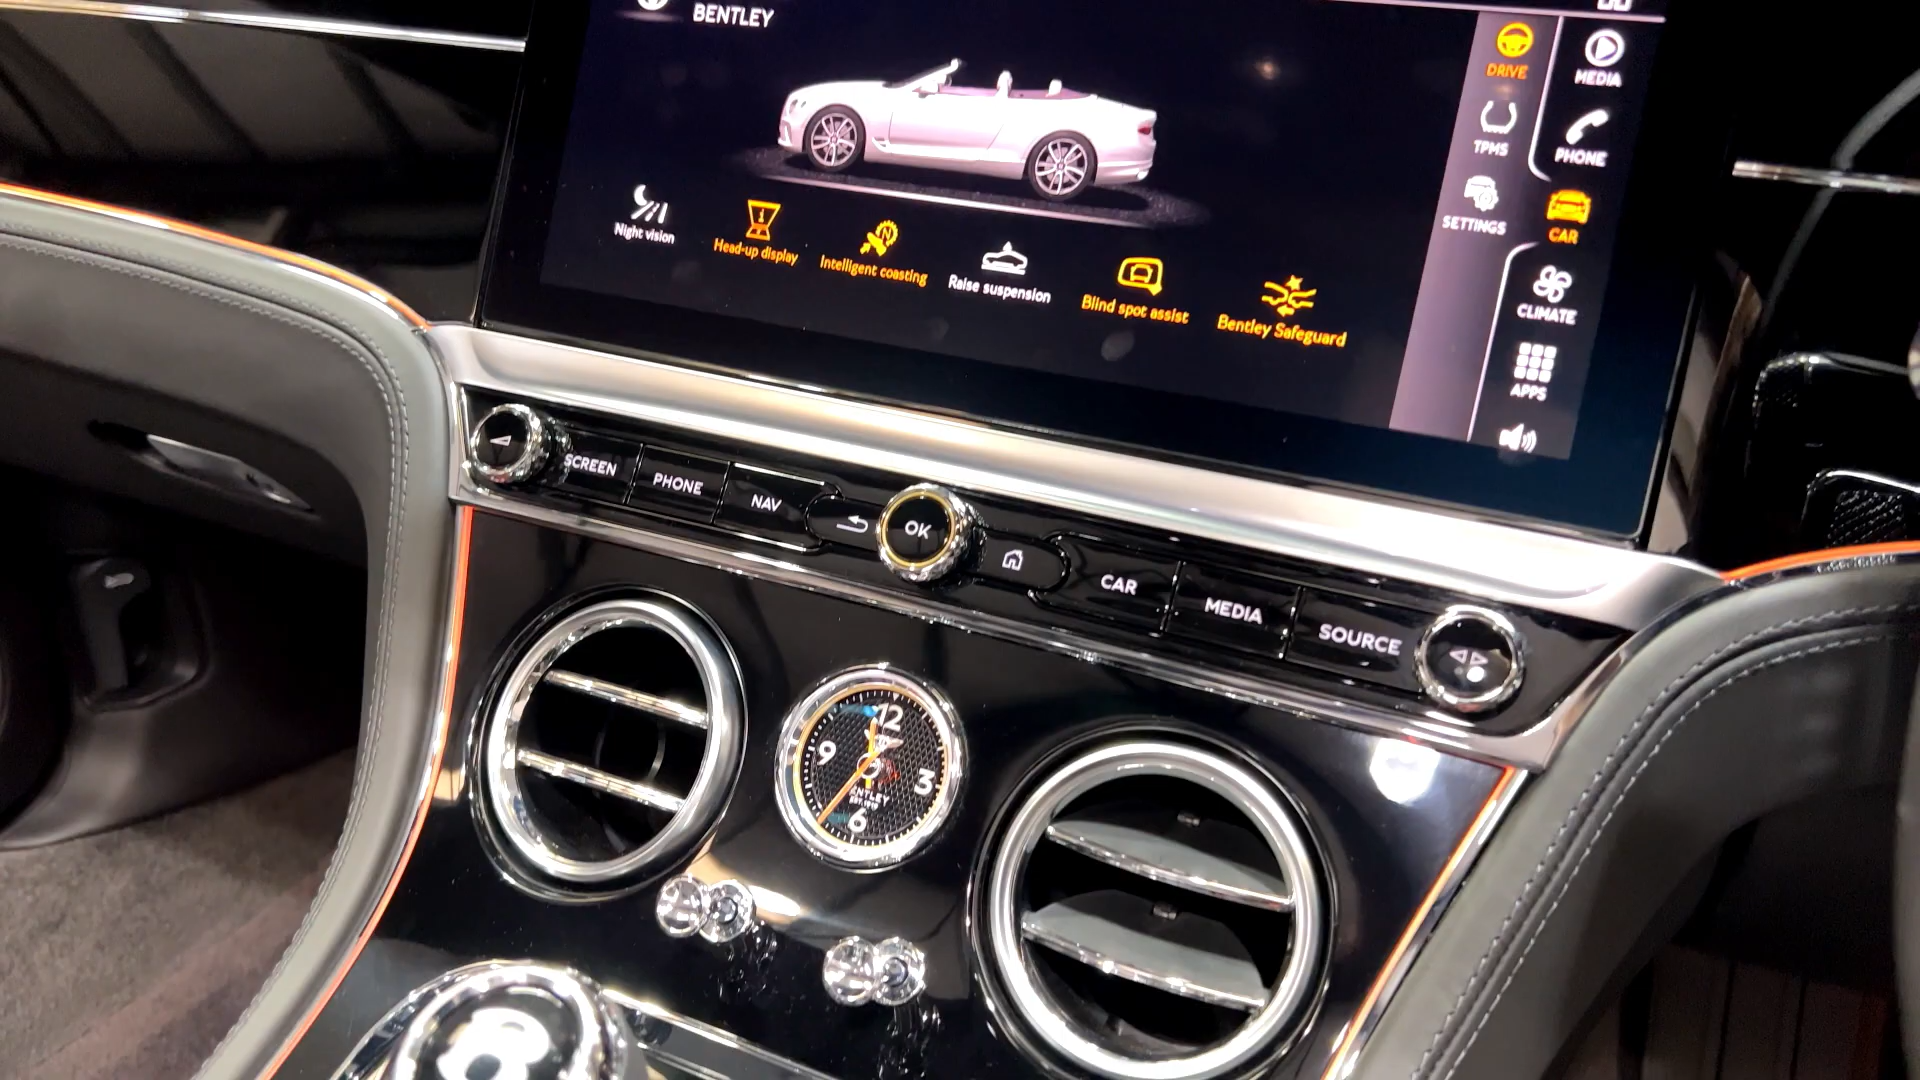 BENTLEY
DRIVE
MEDIA
TPMS
PHONE
SETTINGS
CAR
CLIMATE
APPS
Night vision
Head-up display
Intelligent coasting
Raise suspension
Blind spot assist
Bentley Safeguard
SCREEN
PHONE
NAV
OK
CAR
MEDIA
SOURCE
12
9
3
6
B